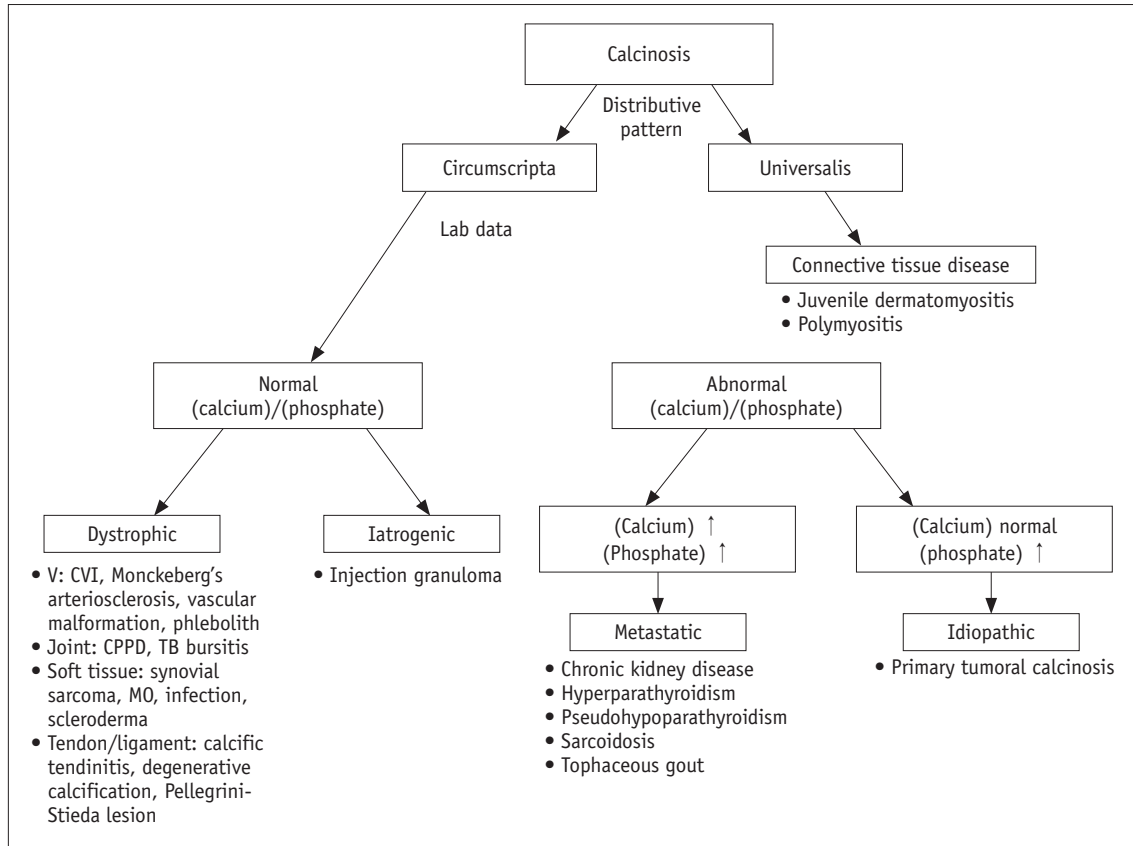 Calcinosis
Distributive
pattern
Circumscripta
Universalis
Lab data
Connective tissue disease
• Juvenile dermatomyositis
• Polymyositis
Normal
(calcium)/(phosphate)
Abnormal
(calcium)/(phosphate)
Dystrophic
• V: CVI, Monckeberg’s
arteriosclerosis, vascular
malformation, phlebolith
• Joint: CPPD, TB bursitis
• Soft tissue: synovial
sarcoma, MO, infection,
scleroderma
• Tendon/ligament: calcific
tendinitis, degenerative
calcification, Pellegrini-
Stieda lesion
Iatrogenic
• Injection granuloma
(Calcium) ↑
(Phosphate) ↑
Metastatic
• Chronic kidney disease
• Hyperparathyroidism
• Pseudohypoparathyroidism
• Sarcoidosis
• Tophaceous gout
(Calcium) normal
(phosphate) ↑
Idiopathic
• Primary tumoral calcinosis